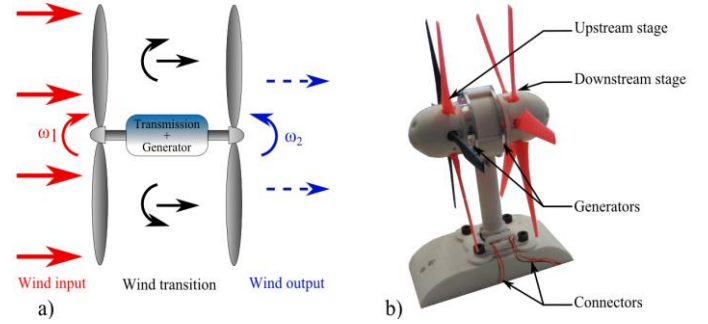 Transmission
+
Generator
ω1
ω2
Wind input
Wind transition
Wind output
a)
Upstream stage
Downstream stage
Generators
Connectors
b)